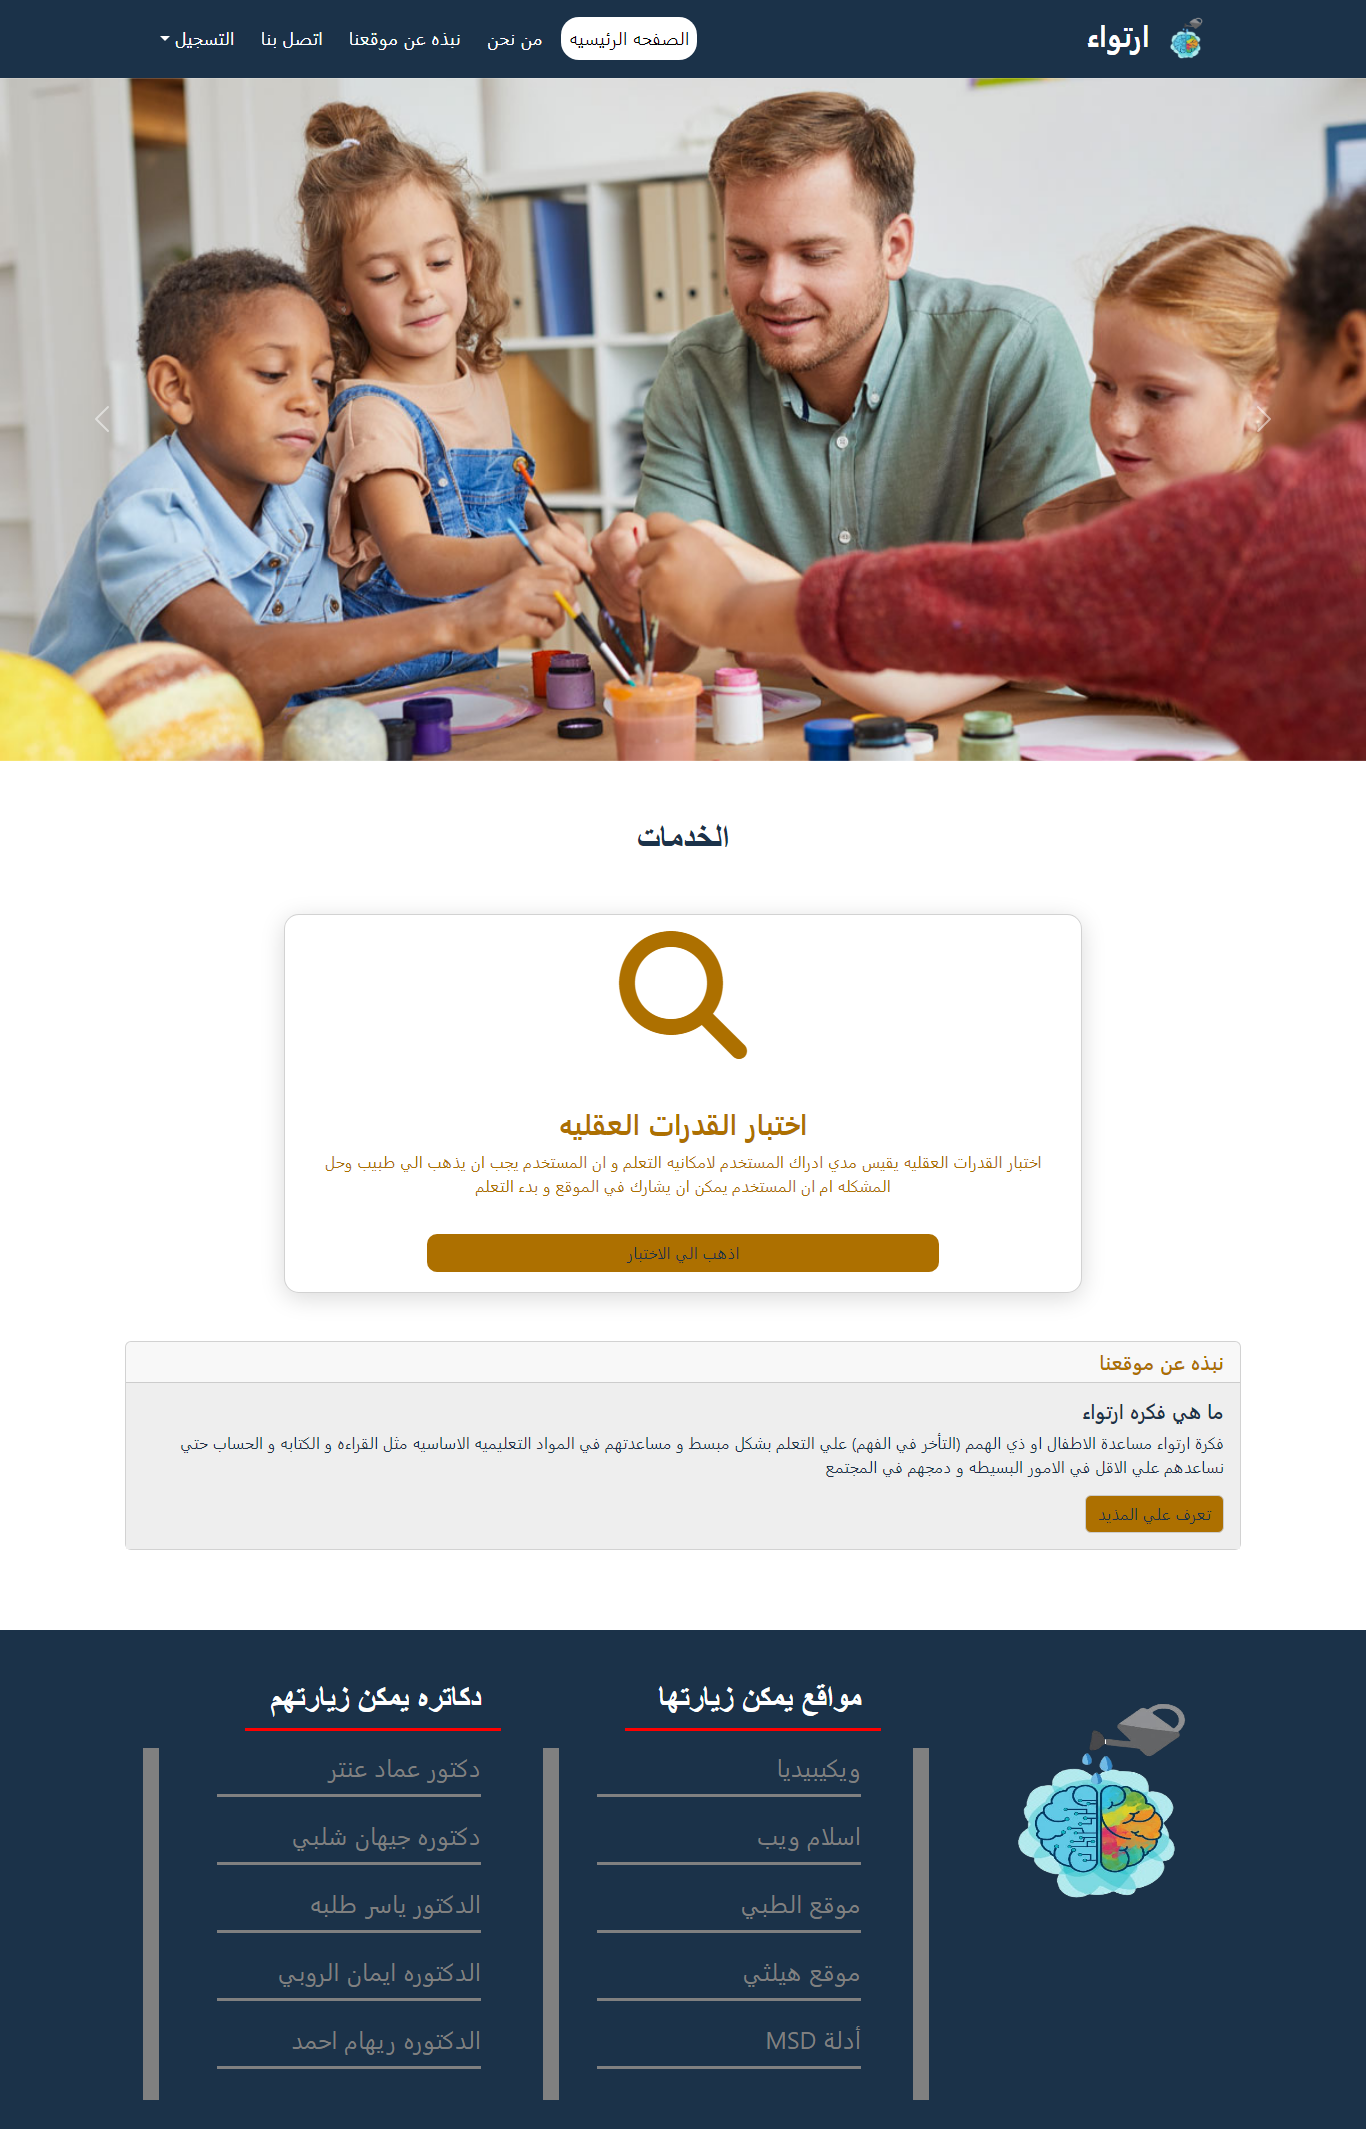 ارتواء
الصفحه الرئيسيه
من نحن
نبذه عن موقعنا
اتصل بنا
التسجيل
الخدمات
اختبار القدرات العقليه
اختبار القدرات العقليه يقيس مدي ادراك المستخدم لامكانيه التعلم و ان المستخدم يجب ان يذهب الي طبيب وحل
المشكله ام ان المستخدم يمكن ان يشارك في الموقع و بدء التعلم
اذهب الي الاختبار
نبذه عن موقعنا
ما هي فكره ارتواء
فكرة ارتواء مساعدة الاطفال او ذي الهمم (التأخر في الفهم) علي التعلم بشكل مبسط و مساعدتهم في المواد التعليميه الاساسيه مثل القراءه و الكتابه و الحساب حتي
نساعدهم علي الاقل في الامور البسيطه و دمجهم في المجتمع
تعرف علي المذيد
مواقع يمكن زيارتها
ويكيبيديا
اسلام ويب
موقع الطبي
موقع هيلثي
أدلة MSD
دكاتره يمكن زيارتهم
دكتور عماد عنتر
دكتوره جيهان شلبي
الدكتور ياسر طلبه
الدكتوره ايمان الروبي
الدكتوره ريهام احمد